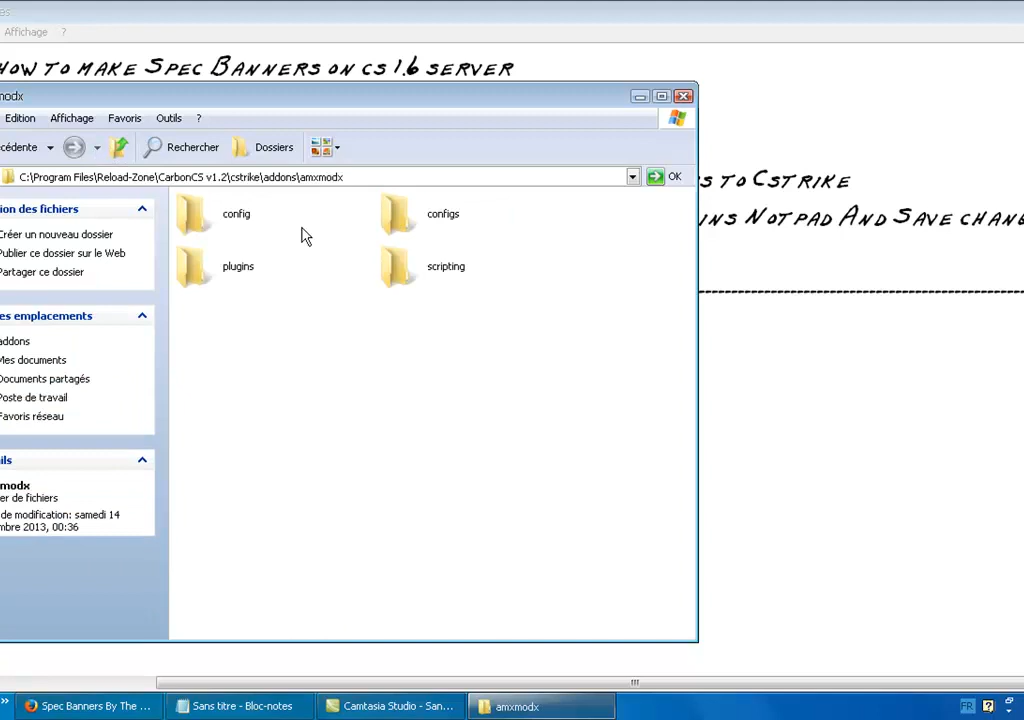 es
Affichage ?
HOW TO MAKE SPEC BANNERS ON CS 1.6 SERVER
modx
Edition Affichage Favoris Outils ?
cédente Rechercher Dossiers
C:\Program Files\Reload-Zone\CarbonCS v1.2\cstrike\addons\amxmodx OK
S TO CSTRIKE
INS NOTPAD AND SAVE CHANG
ion des fichiers
Créer un nouveau dossier
Publier ce dossier sur le Web
Partager ce dossier
config configs
plugins scripting
es emplacements
addons
Mes documents
Documents partagés
Poste de travail
Favoris réseau
ils
modx
er de fichiers
de modification: samedi 14
mbre 2013, 00:36
Spec Banners By The ... Sans titre - Bloc-notes Camtasia Studio - San... amxmodx FR